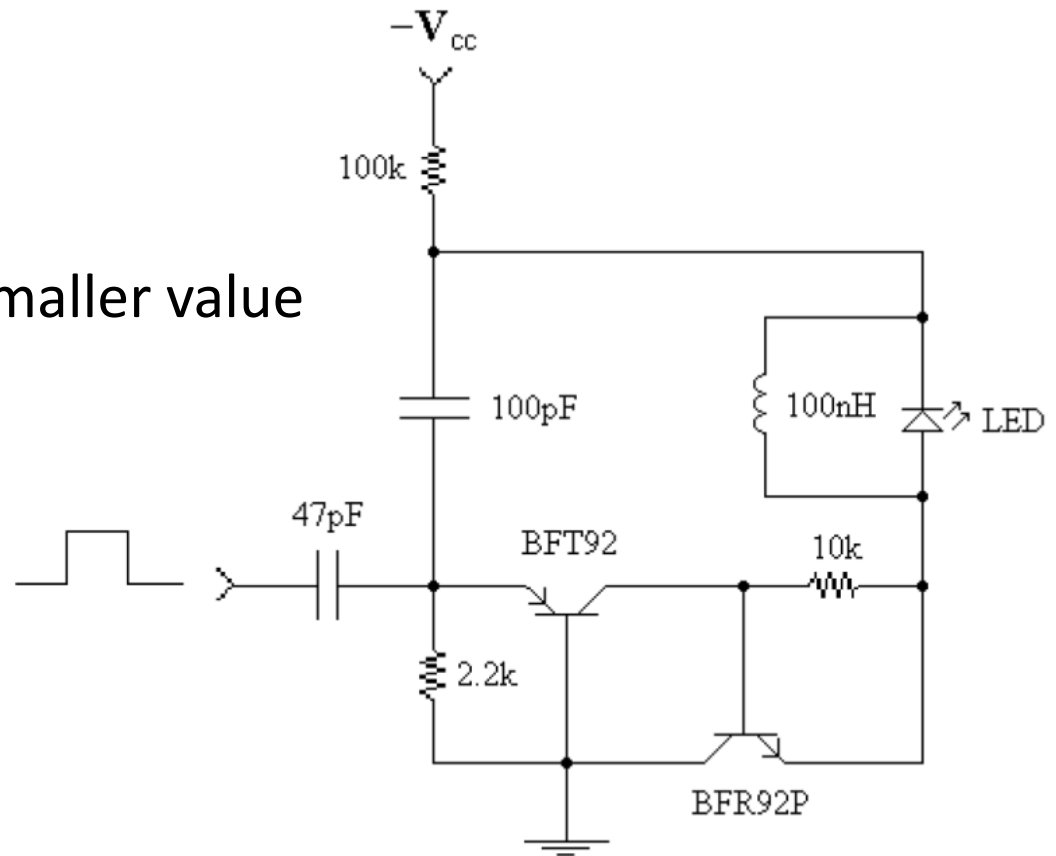 −Vcc
100k
maller value
100pF
100nH
LED
47pF
BFT92
10k
2.2k
BFR92P